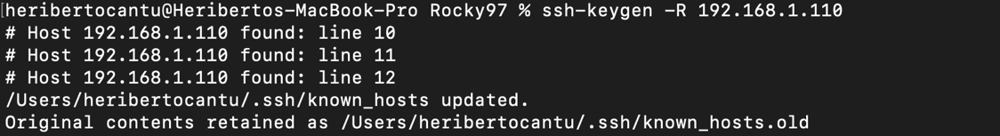 [heribertocantu@Heribertos-MacBook-Pro Rocky97 % ssh-keygen -R 192.168.1.110
# Host 192.168.1.110 found: line 10
# Host 192.168.1.110 found: line 11
# Host 192.168.1.110 found: line 12
/Users/heribertocantu/.ssh/known_hosts updated.
Original contents retained as /Users/heribertocantu/.ssh/known_hosts.old